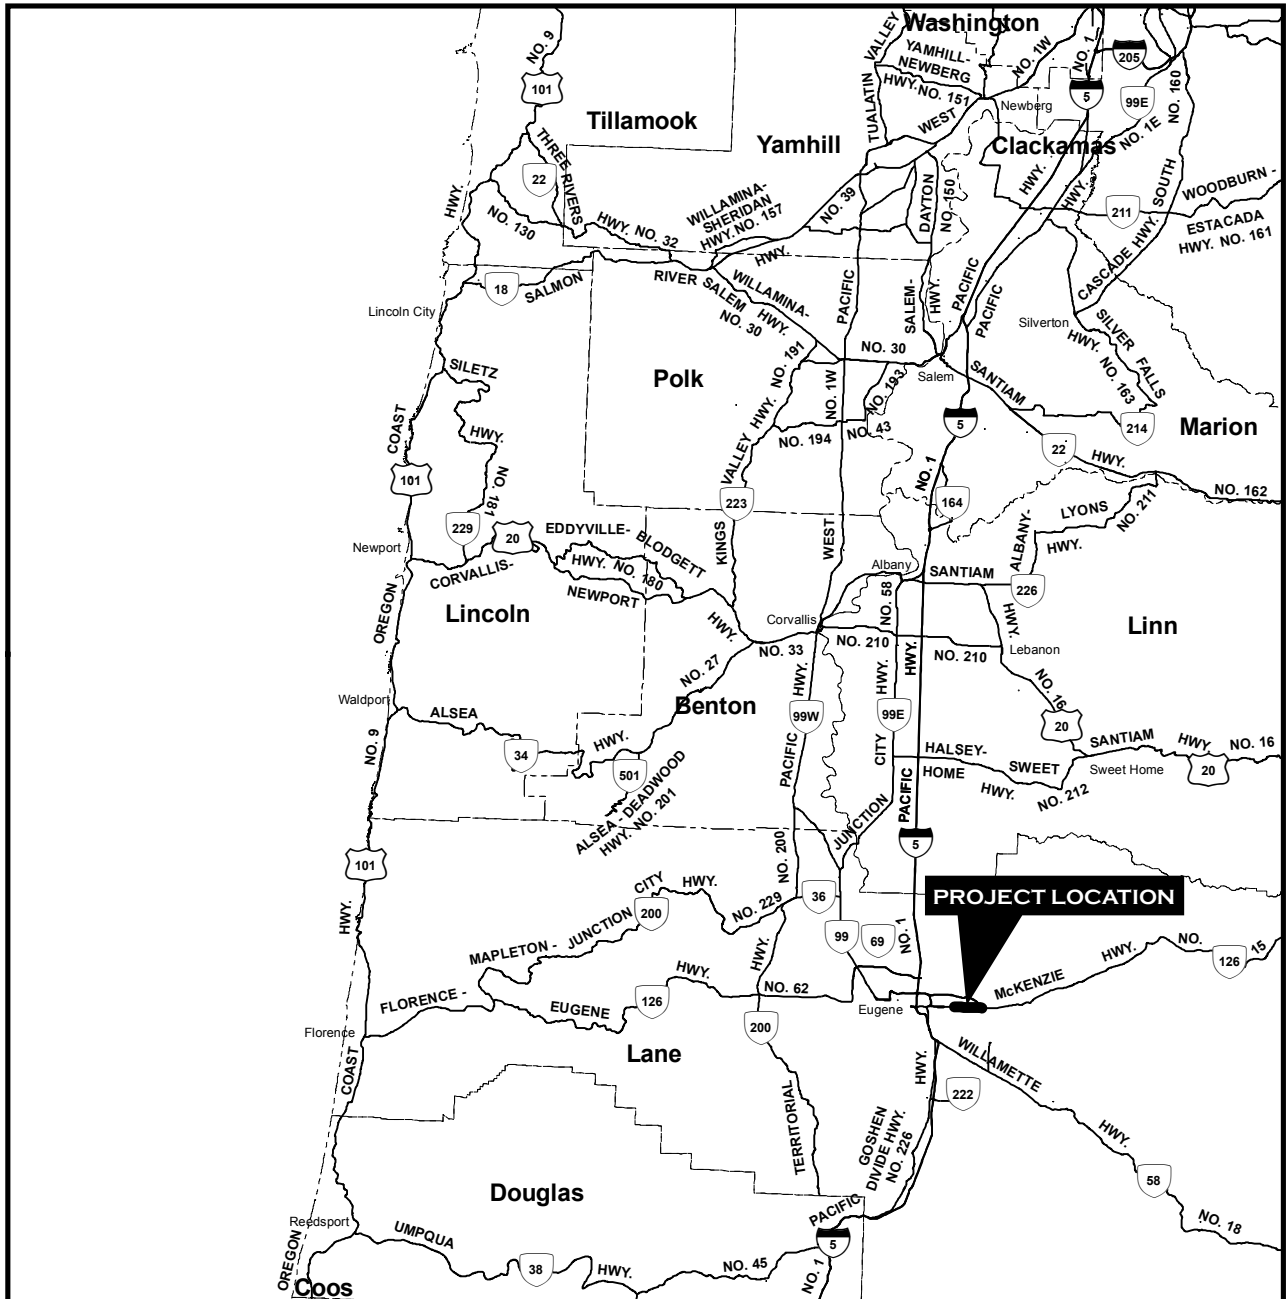 Washington
NO. 9
VALLEY
YAMHILL-
NEWBERG
HWY. NO. 151
NO. 1W
NO. 1
205
101
5
99E
NO. 160
Newberg
TUALATIN
WEST
Tillamook
Yamhill
Clackamas
NO. 1E
THREE RIVERS
22
HWY.
HWY.
HWY.
NO. 130
HWY. NO. 32
WILLAMINA-
SHERIDAN
HWY. NO. 157
NO. 39
DAYTON
NO. 150
211
CASCADE HWY. SOUTH
WOODBURN -
ESTACADA
HWY. NO. 161
HWY.
18
SALMON
RIVER
SALEM
HWY.
NO. 30
WILLAMINA-
PACIFIC
SALEM-
HWY.
PACIFIC
PACIFIC
Lincoln City
Silverton
SILVER FALLS
HWY. NO. 163
SILETZ
HWY.
NO. 181
Polk
NO. 191
NO. 30
NO. 1W
NO. 193
Salem
SANTIAM
COAST
VALLEY HWY.
NO. 194
NO. 43
5
214
Marion
22
HWY.
101
223
NO. 1
164
NO. 162
LYONS
NO. 211
ALBANY-
HWY.
229
20
EDDYVILLE-
BLODGETT
HWY. NO. 180
KINGS
WEST
Newport
CORVALLIS-
NEWPORT
Albany
SANTIAM
226
NO. 58
OREGON
Lincoln
HWY.
Corvallis
NO. 33
NO. 210
NO. 210
HWY.
Lebanon
Linn
NO. 27
HWY.
HWY.
HWY.
NO. 16
Waldport
Benton
ALSEA
99W
99E
20
34
HWY.
NO. 9
PACIFIC
CITY
HALSEY-
SWEET
HOME
HWY.
NO. 212
SANTIAM
HWY.
NO. 16
Sweet Home
20
501
ALSEA - DEADWOOD
HWY. NO. 201
PACIFIC
JUNCTION
5
101
NO. 200
MAPLETON - JUNCTION CITY HWY.
200
NO. 229
36
PROJECT LOCATION
HWY.
99
69
NO. 1
HWY.
McKENZIE
HWY.
NO.
15
126
FLORENCE -
EUGENE
126
HWY.
NO. 62
Eugene
Florence
200
Lane
WILLAMETTE
COAST
HWY.
222
TERRITORIAL
GOSHEN
DIVIDE HWY.
NO. 226
HWY.
58
NO. 18
Douglas
Reedsport
PACIFIC
5
OREGON
UMPQUA
38
HWY.
NO. 45
NO. 1
Coos